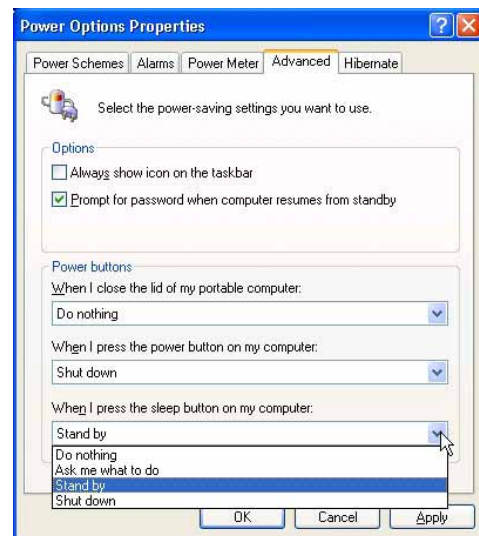 Power Options Properties
Power Schemes Alarms Power Meter Advanced Hibernate
Select the power-saving settings you want to use.
Options
Always show icon on the taskbar
Prompt for password when computer resumes from standby
Power buttons
When I close the lid of my portable computer:
Do nothing
When I press the power button on my computer:
Shut down
When I press the sleep button on my computer:
Stand by
Do nothing
Ask me what to do
Stand by
Shut down
OK Cancel Apply